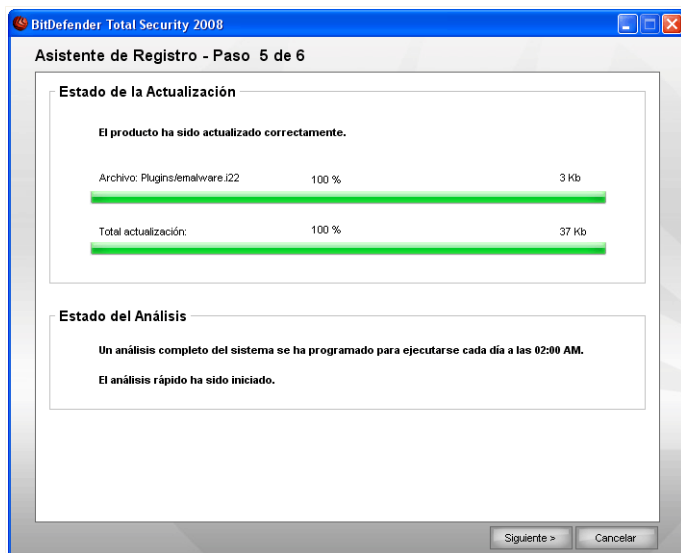 BitDefender Total Security 2008
Asistente de Registro - Paso 5 de 6
Estado de la Actualización
El producto ha sido actualizado correctamente.
Archivo: Plugins/emalware.i22 100 % 3 Kb
Total actualización: 100 % 37 Kb
Estado del Análisis
Un análisis completo del sistema se ha programado para ejecutarse cada día a las 02:00 AM.
El análisis rápido ha sido iniciado.
Siguiente > Cancelar